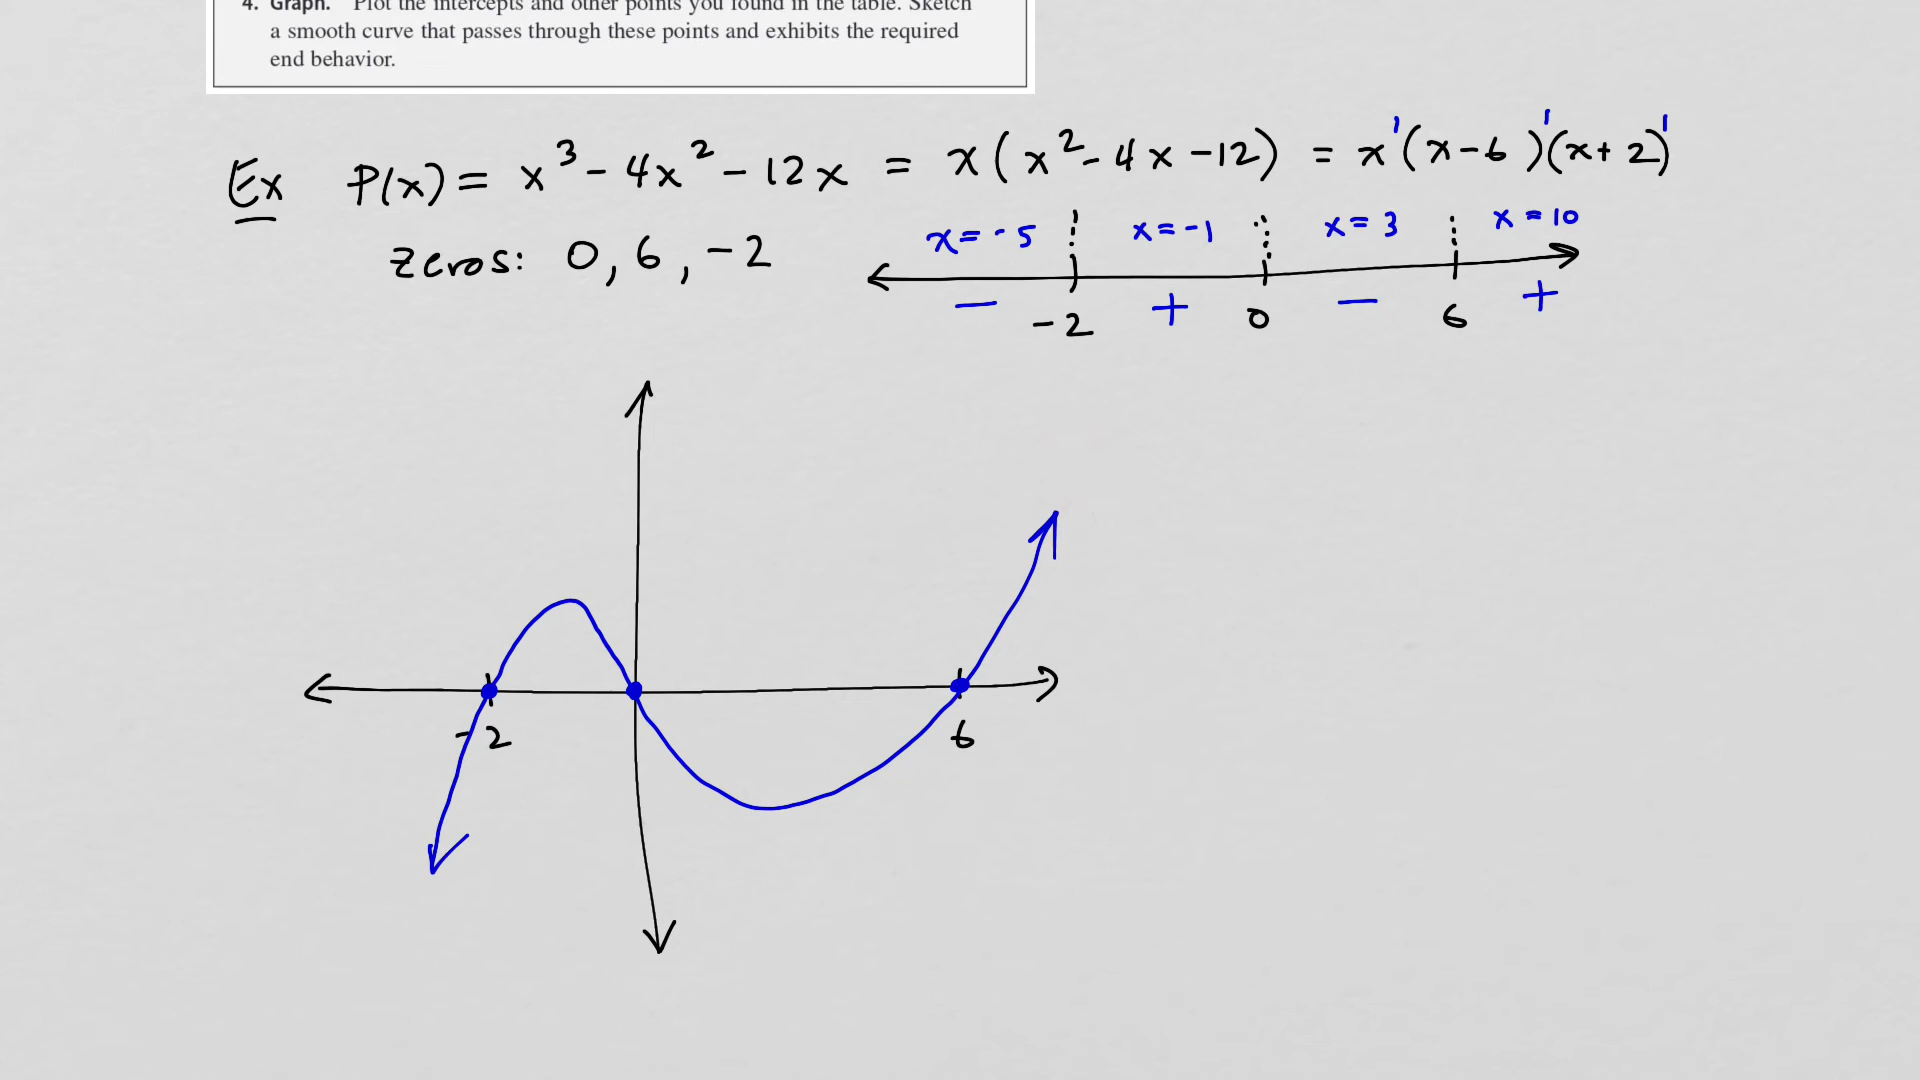 4. Graph. Plot the intercepts and other points you found in the table. Sketch
a smooth curve that passes through these points and exhibits the required
end behavior.
Ex P(x) = x³ - 4x² - 12x = x(x² - 4x - 12) = x¹(x - 6)¹(x + 2)¹
x = -5 x = -1 x = 3 x = 10
zeros: 0, 6, -2
− + − +
-2 0 6
-2 6